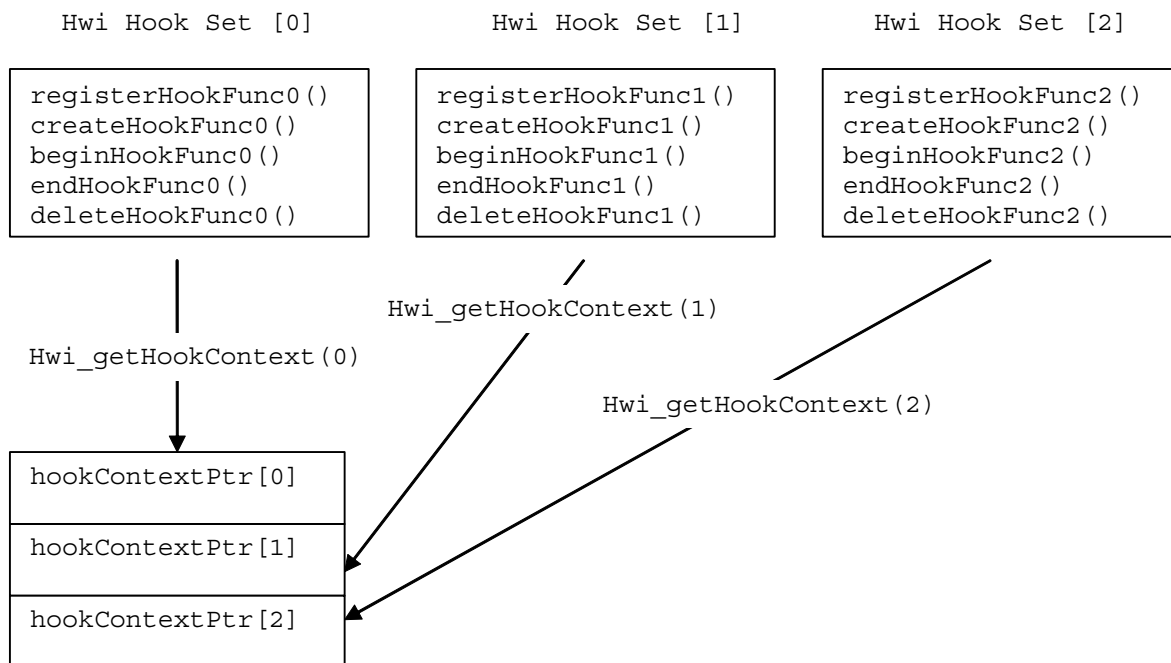 Hwi Hook Set [0]
Hwi Hook Set [1]
Hwi Hook Set [2]
registerHookFunc0()
createHookFunc0()
beginHookFunc0()
endHookFunc0()
deleteHookFunc0()
registerHookFunc1()
createHookFunc1()
beginHookFunc1()
endHookFunc1()
deleteHookFunc1()
registerHookFunc2()
createHookFunc2()
beginHookFunc2()
endHookFunc2()
deleteHookFunc2()
Hwi_getHookContext(1)
Hwi_getHookContext(0)
Hwi_getHookContext(2)
hookContextPtr[0]
hookContextPtr[1]
hookContextPtr[2]